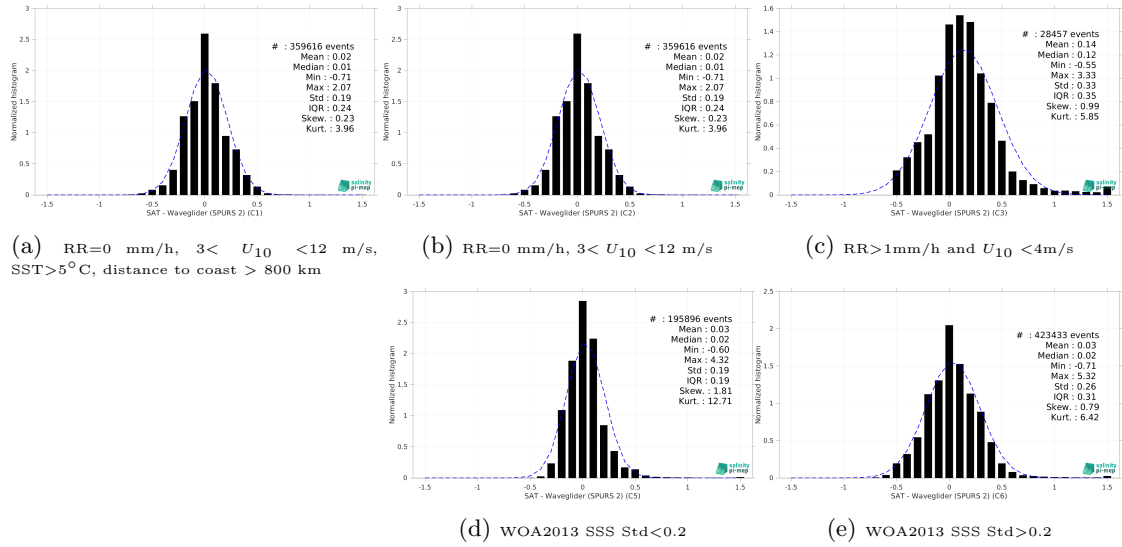 3
2.5
2
1.5
1
0.5
0
Normalized histogram
# : 359616 events
Mean : 0.02
Median : 0.01
Min : -0.71
Max : 2.07
Std : 0.19
IQR : 0.24
Skew. : 0.23
Kurt. : 3.96
salinity
pi-mep
-1.5 -1 -0.5 0 0.5 1 1.5
SAT - Waveglider (SPURS 2) (C1)
(a) RR=0 mm/h, 3< U10 <12 m/s,
SST>5°C, distance to coast > 800 km
3
2.5
2
1.5
1
0.5
0
Normalized histogram
# : 359616 events
Mean : 0.02
Median : 0.01
Min : -0.71
Max : 2.07
Std : 0.19
IQR : 0.24
Skew. : 0.23
Kurt. : 3.96
salinity
pi-mep
-1.5 -1 -0.5 0 0.5 1 1.5
SAT - Waveglider (SPURS 2) (C2)
(b) RR=0 mm/h, 3< U10 <12 m/s
1.6
1.4
1.2
1
0.8
0.6
0.4
0.2
0
Normalized histogram
# : 28457 events
Mean : 0.14
Median : 0.12
Min : -0.55
Max : 3.33
Std : 0.33
IQR : 0.35
Skew. : 0.99
Kurt. : 5.85
salinity
pi-mep
-1.5 -1 -0.5 0 0.5 1 1.5
SAT - Waveglider (SPURS 2) (C3)
(c) RR>1mm/h and U10 <4m/s
3
2.5
2
1.5
1
0.5
0
Normalized histogram
# : 195896 events
Mean : 0.03
Median : 0.02
Min : -0.60
Max : 4.32
Std : 0.19
IQR : 0.19
Skew. : 1.81
Kurt. : 12.71
salinity
pi-mep
-1.5 -1 -0.5 0 0.5 1 1.5
SAT - Waveglider (SPURS 2) (C5)
(d) WOA2013 SSS Std<0.2
2.5
2
1.5
1
0.5
0
Normalized histogram
# : 423433 events
Mean : 0.03
Median : 0.02
Min : -0.71
Max : 5.32
Std : 0.26
IQR : 0.31
Skew. : 0.79
Kurt. : 6.42
salinity
pi-mep
-1.5 -1 -0.5 0 0.5 1 1.5
SAT - Waveglider (SPURS 2) (C6)
(e) WOA2013 SSS Std>0.2